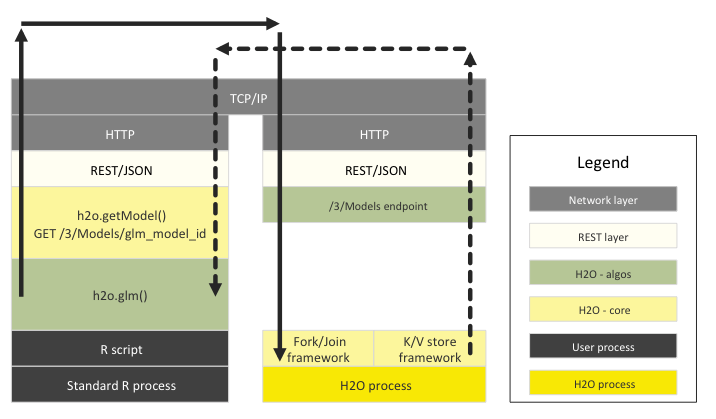 TCP/IP
HTTP
REST/JSON
h2o.getModel()
GET /3/Models/glm_model_id
h2o.glm()
R script
Standard R process
HTTP
REST/JSON
/3/Models endpoint
Fork/Join
framework
K/V store
framework
H2O process
Legend
Network layer
REST layer
H2O - algos
H2O - core
User process
H2O process